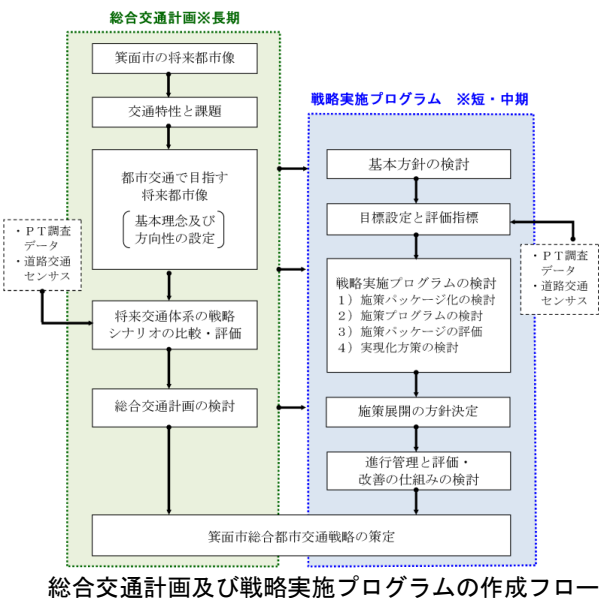 総合交通計画※長期
箕面市の将来都市像
交通特性と課題
都市交通で目指す
将来都市像
基本理念及び
方向性の設定
・ＰＴ調査
データ
・道路交通
センサス
将来交通体系の戦略
シナリオの比較・評価
総合交通計画の検討
戦略実施プログラム　※短・中期
基本方針の検討
目標設定と評価指標
・ＰＴ調査
データ
・道路交通
センサス
戦略実施プログラムの検討
１）施策パッケージ化の検討
２）施策プログラムの検討
３）施策パッケージの評価
４）実現化方策の検討
施策展開の方針決定
進行管理と評価・
改善の仕組みの検討
箕面市総合都市交通戦略の策定
総合交通計画及び戦略実施プログラムの作成フロー